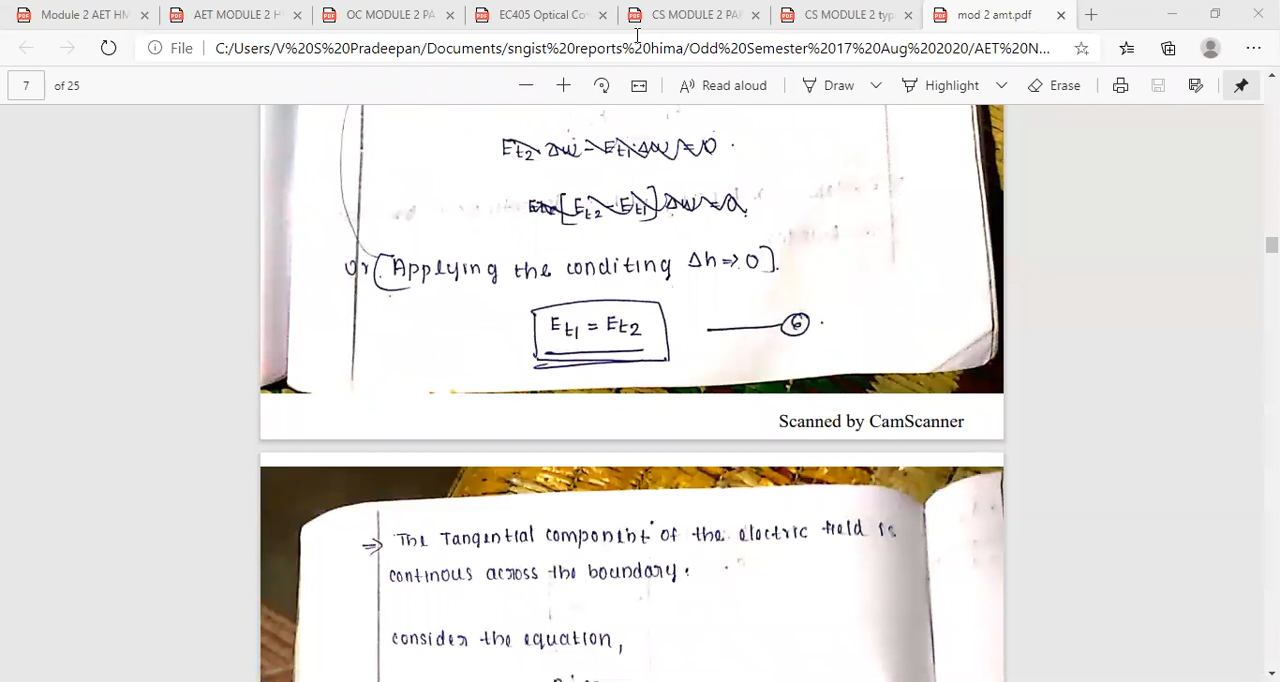 Module 2 AET HM
AET MODULE 2 H
OC MODULE 2 PA
EC405 Optical Co
CS MODULE 2 PA
CS MODULE 2 typ
mod 2 amt.pdf
File
C:/Users/V%20S%20Pradeepan/Documents/sngist%20reports%20hima/Odd%20Semester%2017%20Aug%202020/AET%20N...
7 of 25
Read aloud
Draw
Highlight
Erase
Et2 Δw - Et1 Δw = 0
[Et2 - Et1] Δw = 0
or [Applying the conditing Δh => 0].
Et1 = Et2 6
Scanned by CamScanner
=> The Tangential component of the electric field is
continous across the boundary.
consider the equation,